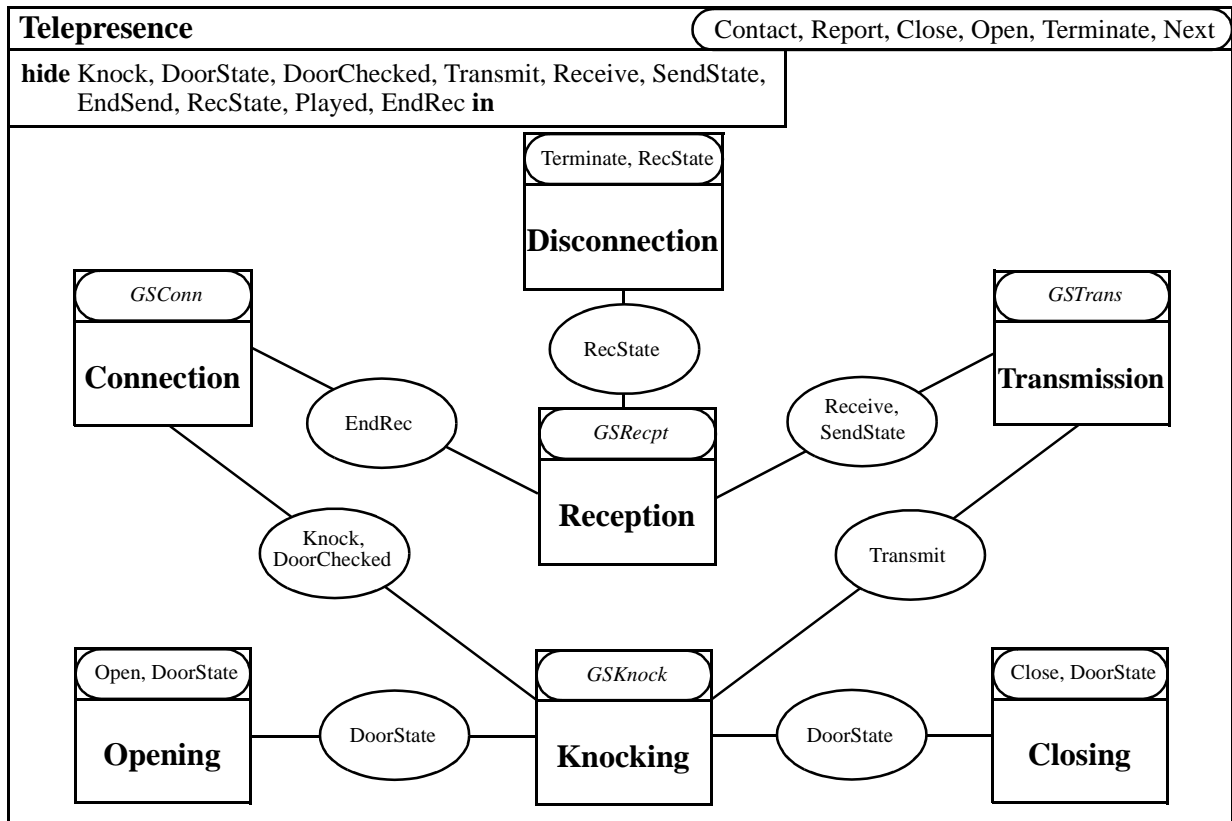 Telepresence
Contact, Report, Close, Open, Terminate, Next
hide Knock, DoorState, DoorChecked, Transmit, Receive, SendState,
EndSend, RecState, Played, EndRec in
Terminate, RecState
Disconnection
GSConn
Connection
GSTrans
Transmission
RecState
EndRec
Receive,
SendState
GSRecpt
Reception
Knock,
DoorChecked
Transmit
Open, DoorState
Opening
DoorState
GSKnock
Knocking
DoorState
Close, DoorState
Closing